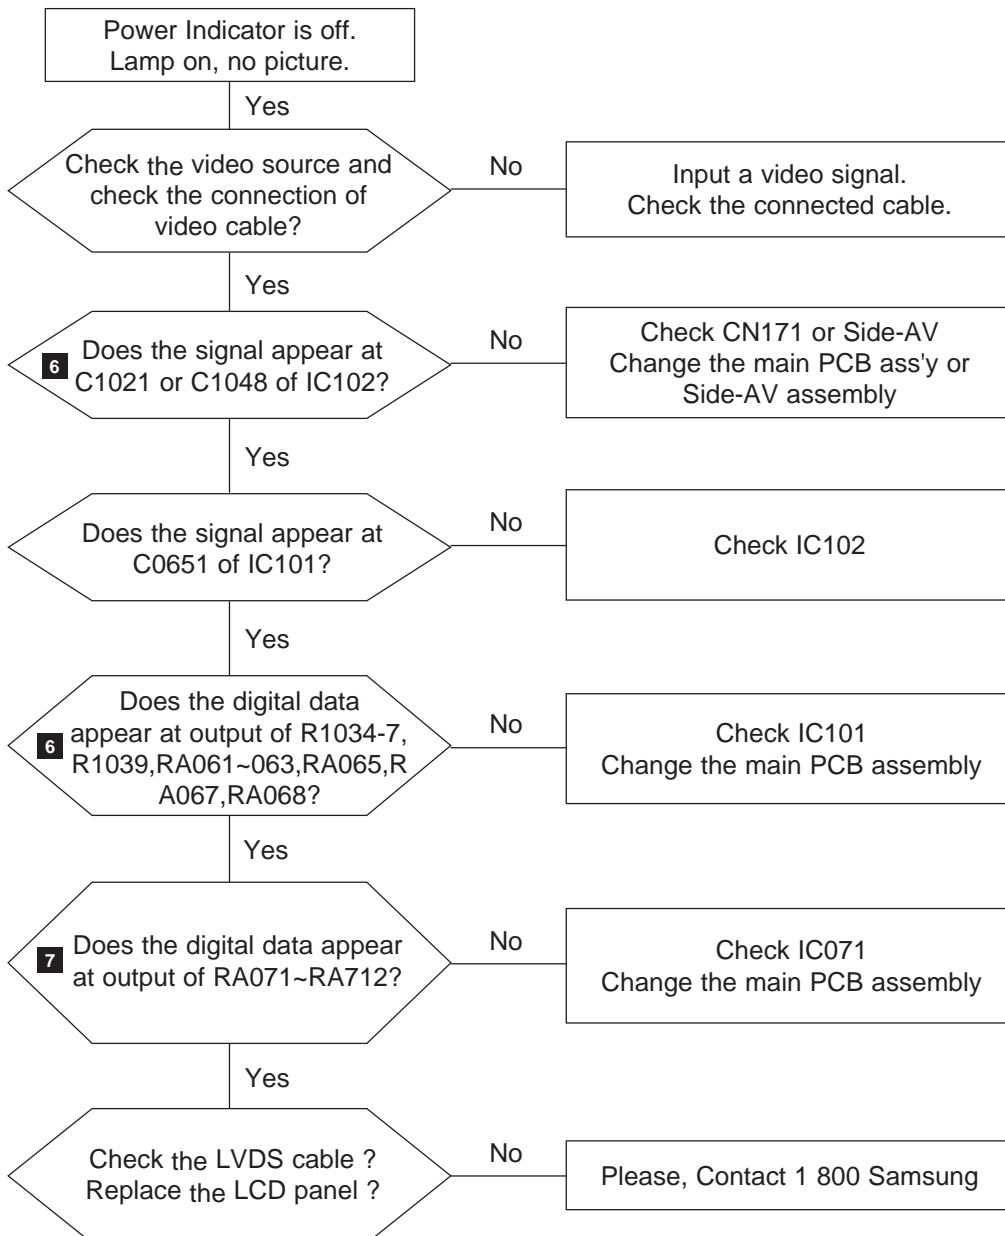 Power Indicator is off.
Lamp on, no picture.
Yes
Check the video source and
check the connection of
video cable?
No
Input a video signal.
Check the connected cable.
Yes
6
Does the signal appear at
C1021 or C1048 of IC102?
No
Check CN171 or Side-AV
Change the main PCB ass'y or
Side-AV assembly
Yes
Does the signal appear at
C0651 of IC101?
No
Check IC102
Yes
6
Does the digital data
appear at output of R1034-7,
R1039,RA061~063,RA065,R
A067,RA068?
No
Check IC101
Change the main PCB assembly
Yes
7
Does the digital data appear
at output of RA071~RA712?
No
Check IC071
Change the main PCB assembly
Yes
Check the LVDS cable ?
Replace the LCD panel ?
No
Please, Contact 1 800 Samsung